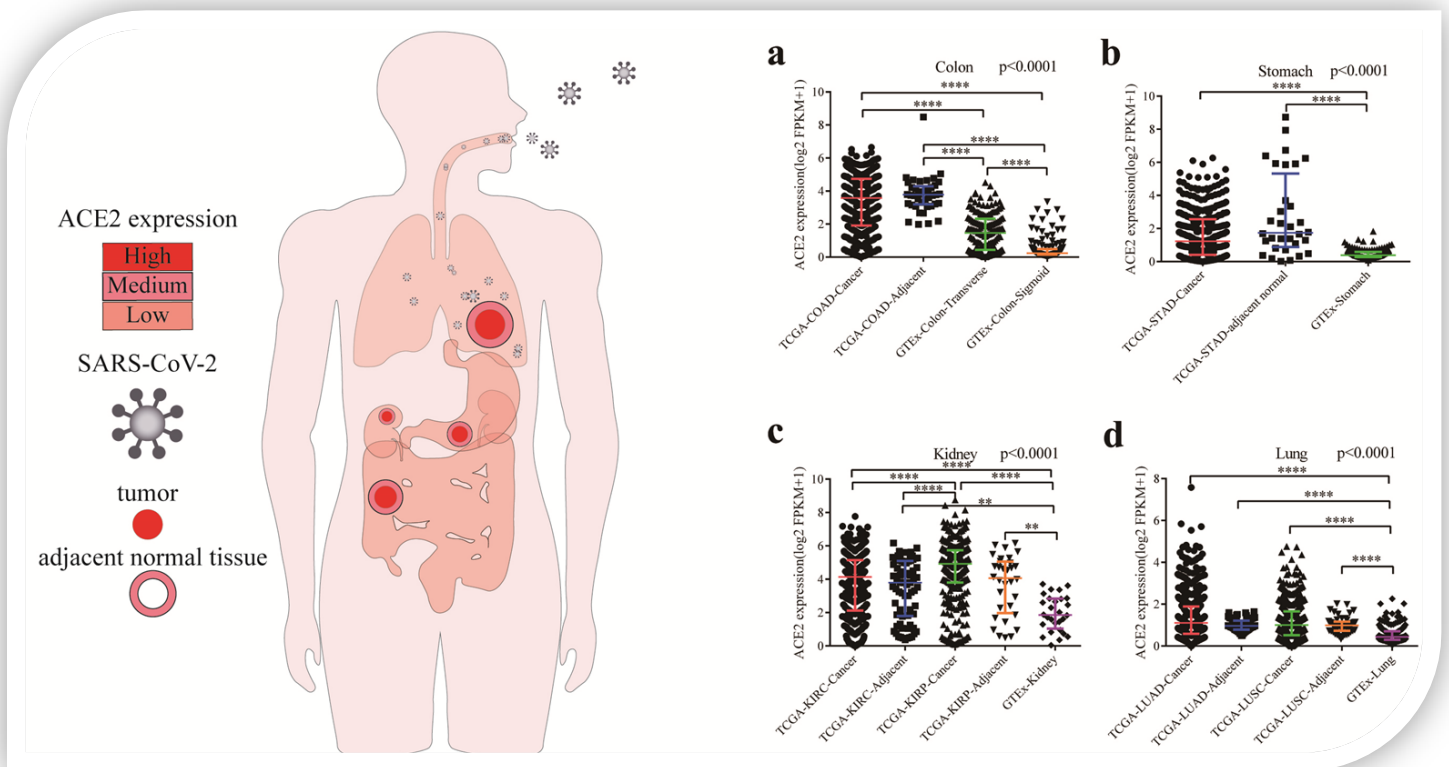 ACE2 expression
High
Medium
Low
SARS-CoV-2
tumor
adjacent normal tissue
a
Colon p<0.0001
ACE2 expression(log2 FPKM+1)
10
8
6
4
2
0
****
****
****
****
****
TCGA-COAD-Cancer
TCGA-COAD-Adjacent
GTEx-Colon-Transverse
GTEx-Colon-Sigmoid
b
Stomach p<0.0001
ACE2 expression(log2 FPKM+1)
10
8
6
4
2
0
****
****
TCGA-STAD-Cancer
TCGA-STAD-adjacent normal
GTEx-Stomach
c
Kidney p<0.0001
ACE2 expression(log2 FPKM+1)
10
8
6
4
2
0
****
****
****
****
**
**
TCGA-KIRC-Cancer
TCGA-KIRC-Adjacent
TCGA-KIRP-Cancer
TCGA-KIRP-Adjacent
GTEx-Kidney
d
Lung p<0.0001
ACE2 expression(log2 FPKM+1)
8
6
4
2
0
****
****
****
****
TCGA-LUAD-Cancer
TCGA-LUAD-Adjacent
TCGA-LUSC-Cancer
TCGA-LUSC-Adjacent
GTEx-Lung